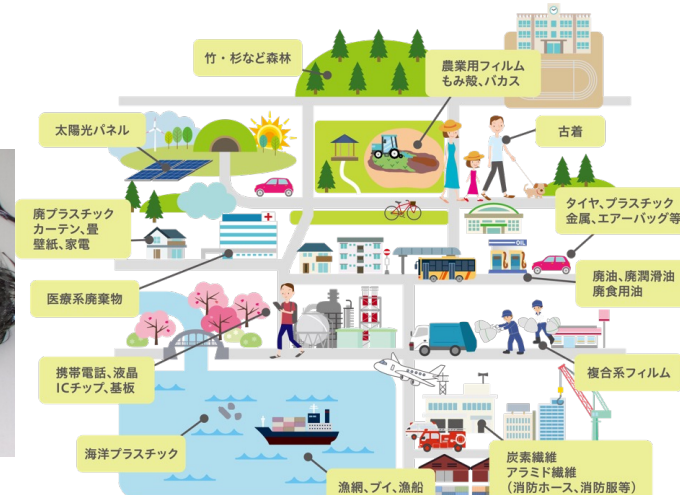 竹・杉など森林
農業用フィルム
もみ殻、バカス
太陽光パネル
古着
廃プラスチック
カーテン、畳
壁紙、家電
タイヤ、プラスチック
金属、エアーバッグ等
OIL
医療系廃棄物
廃油、廃潤滑油
廃食用油
携帯電話、液晶
ICチップ、基板
複合系フィルム
海洋プラスチック
漁網、ブイ、漁船
炭素繊維
アラミド繊維
（消防ホース、消防服等）